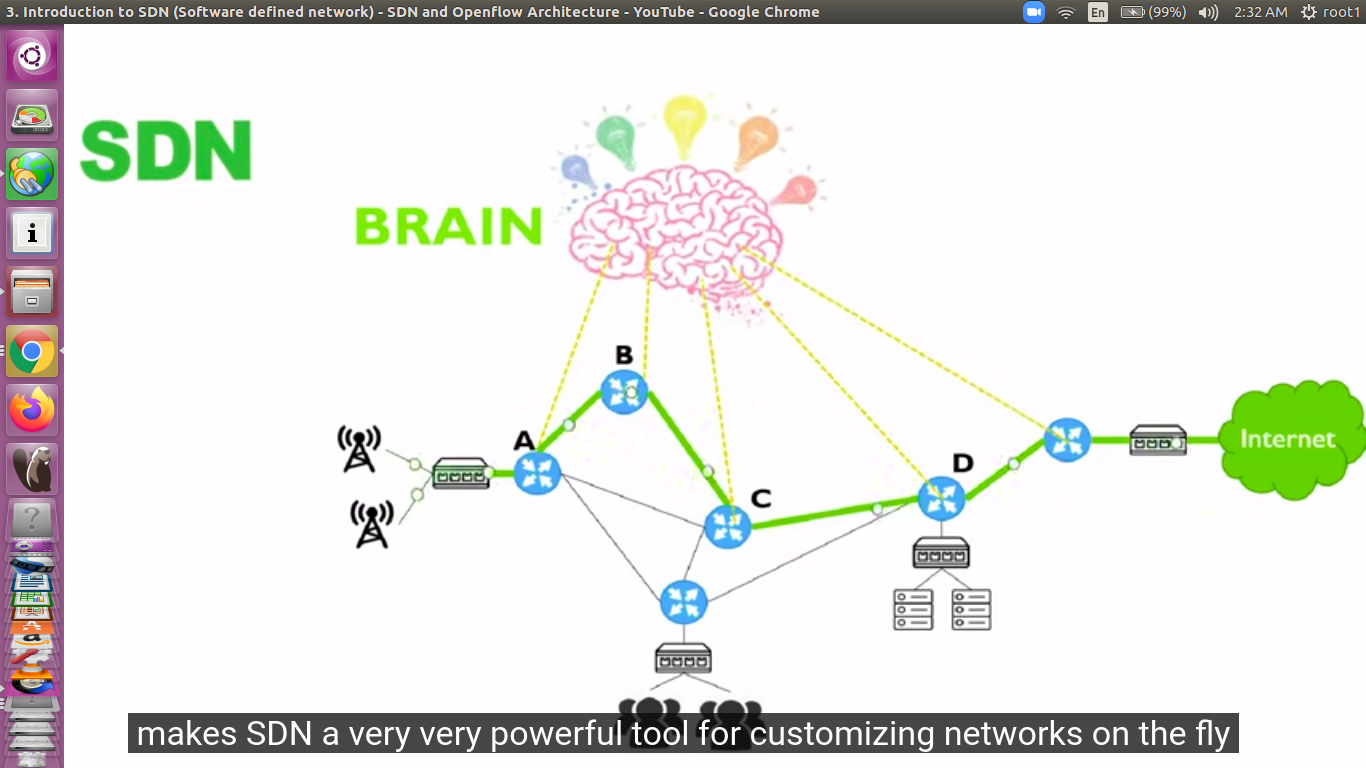 3. Introduction to SDN (Software defined network) - SDN and Openflow Architecture - YouTube - Google Chrome
En
(99%)
2:32 AM
root1
SDN
BRAIN
B
A
Internet
D
C
makes SDN a very very powerful tool for customizing networks on the fly